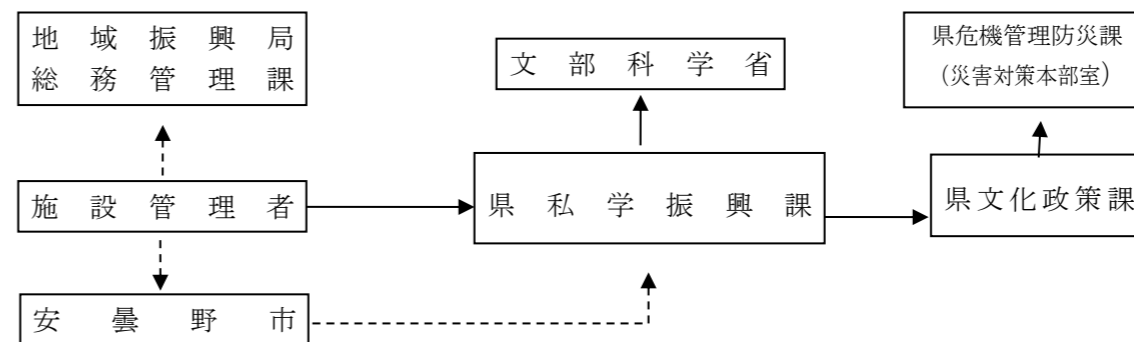 地域振興局
総務管理課
文部科学省
県危機管理防災課
（災害対策本部室）
施設管理者
県私学振興課
県文化政策課
安曇野市